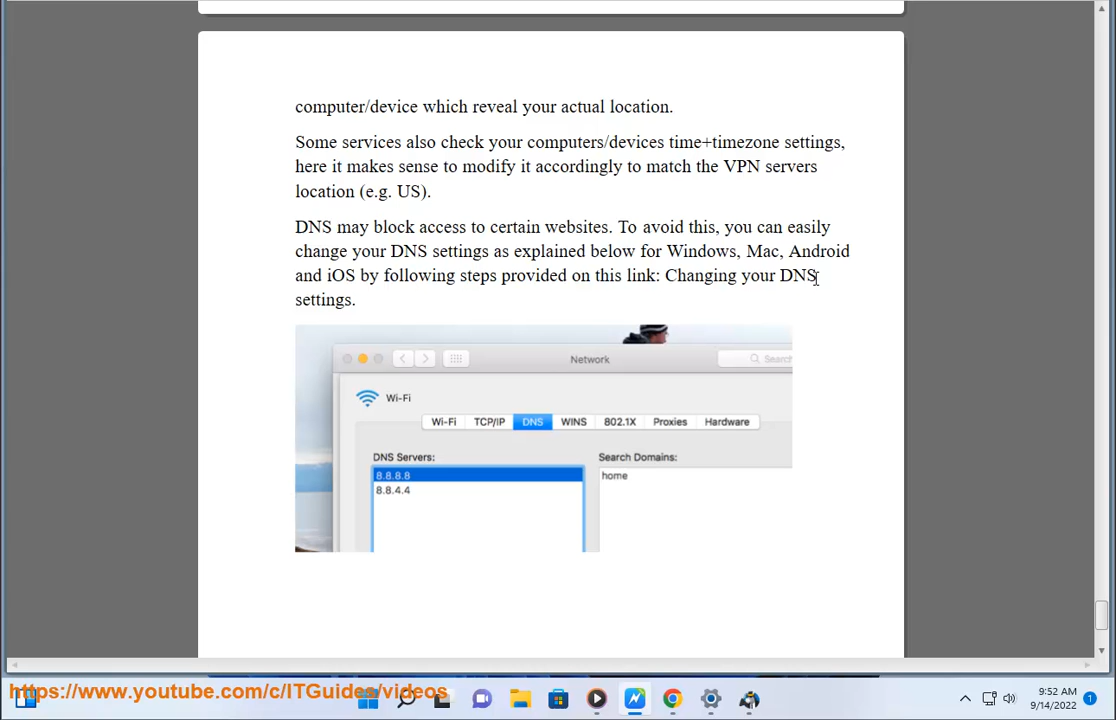 computer/device which reveal your actual location.
Some services also check your computers/devices time+timezone settings,
here it makes sense to modify it accordingly to match the VPN servers
location (e.g. US).
DNS may block access to certain websites. To avoid this, you can easily
change your DNS settings as explained below for Windows, Mac, Android
and iOS by following steps provided on this link: Changing your DNS
settings.
Network
Search
Wi-Fi
Wi-Fi TCP/IP DNS WINS 802.1X Proxies Hardware
DNS Servers: Search Domains:
8.8.8.8 home
8.8.4.4
https://www.youtube.com/c/ITGuides/videos
9:52 AM
9/14/2022
1